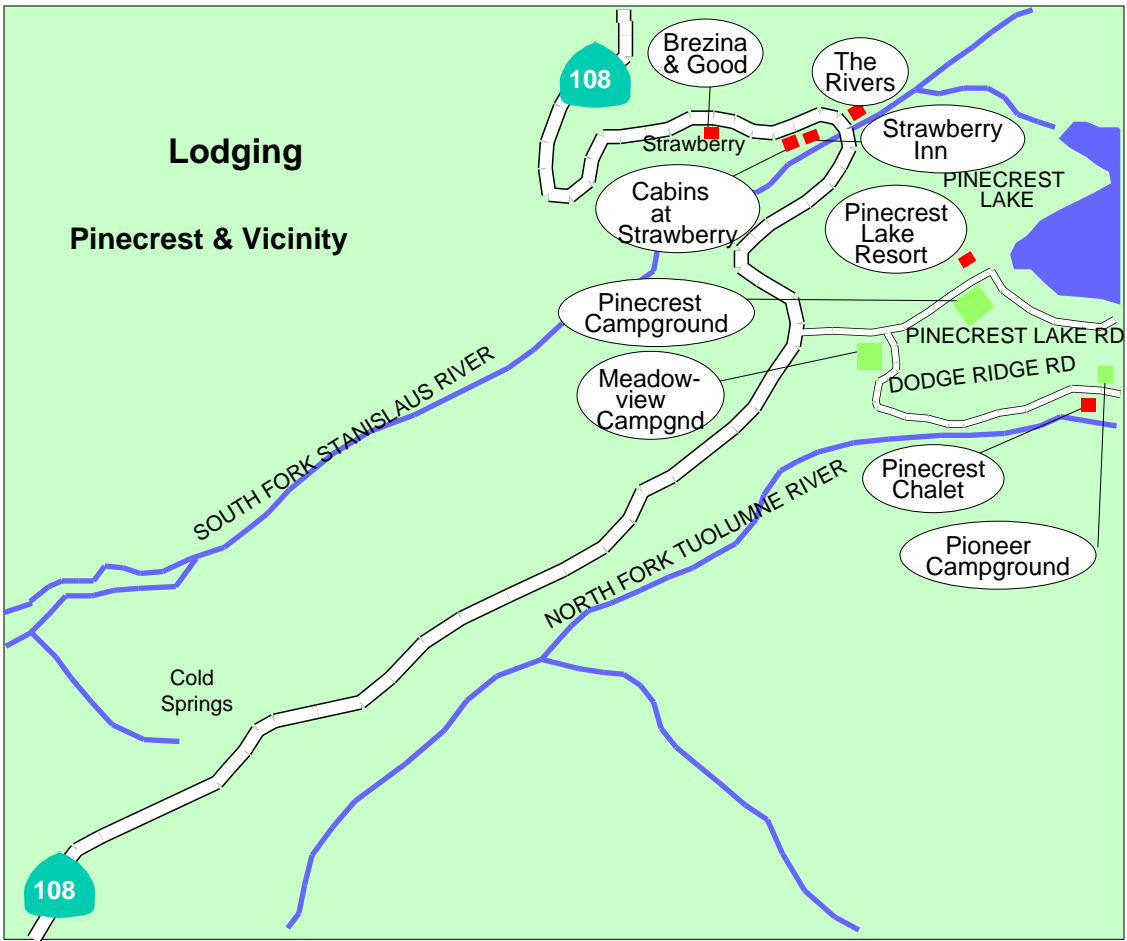 108
Brezina
& Good
The
Rivers
Lodging
Strawberry
Strawberry
Inn
PINECREST
LAKE
Cabins
at
Strawberry
Pinecrest
Lake
Resort
Pinecrest & Vicinity
Pinecrest
Campground
PINECREST LAKE RD
Meadow-
view
Campgnd
DODGE RIDGE RD
SOUTH FORK STANISLAUS RIVER
Pinecrest
Chalet
NORTH FORK TUOLUMNE RIVER
Pioneer
Campground
Cold
Springs
108